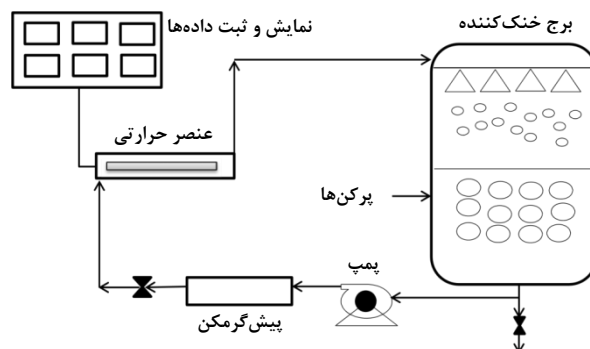 نمایش و ثبت داده‌ها
برج خنک‌کننده
عنصر حرارتی
پرکن‌ها
پمپ
پیش‌گرمکن